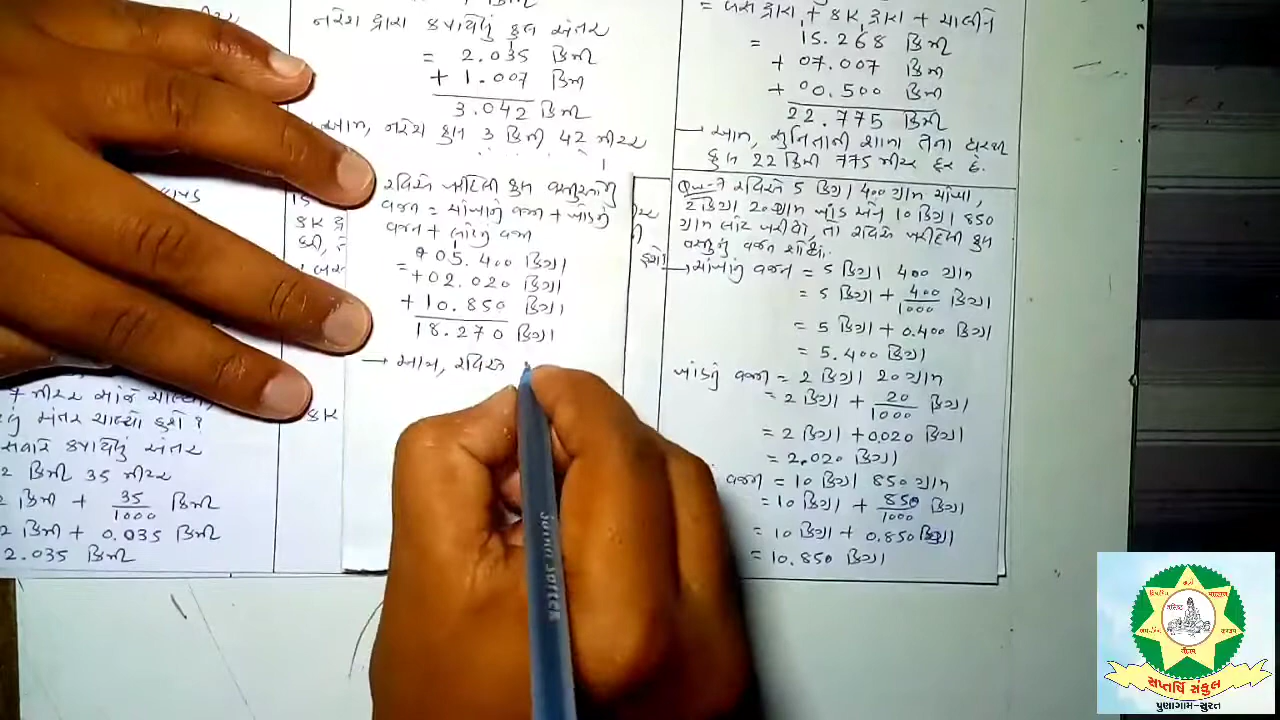 નરેશ દ્વારા કપાયેલું કુલ અંતર
= 2.035 કિમી
+ 1.007 કિમી
3.042 કિમી
આમ, નરેશ કુલ 3 કિમી 42 મીટર
= બસ દ્વારા + કાર દ્વારા + ચાલીને
= 15.268 કિમી
+ 07.007 કિમી
+ 00.500 કિમી
22.775 કિમી
→ આમ, સુનિતાની શાળા તેના ઘરથી
કુલ 22 કિમી 775 મીટર દૂર છે.
રવિએ ખરીદેલી કુલ વસ્તુઓનું
વજન = ચોખાનું વજન + ખાંડનું
વજન + લોટનું વજન
= 05.400 કિગ્રા
+02.020 કિગ્રા
+10.850 કિગ્રા
18.270 કિગ્રા
→ આમ, રવિએ
Que-7 રવિએ 5 કિગ્રા 400 ગ્રામ ચોખા,
2 કિગ્રા 20 ગ્રામ ખાંડ અને 10 કિગ્રા 850
ગ્રામ લોટ ખરીદ્યો, તો રવિએ ખરીદેલી કુલ
વસ્તુનું વજન શોધો.
→ ચોખાનું વજન = 5 કિગ્રા 400 ગ્રામ
= 5 કિગ્રા + 400/1000 કિગ્રા
= 5 કિગ્રા + 0.400 કિગ્રા
= 5.400 કિગ્રા
ખાંડનું વજન = 2 કિગ્રા 20 ગ્રામ
= 2 કિગ્રા + 20/1000 કિગ્રા
= 2 કિગ્રા + 0.020 કિગ્રા
= 2.020 કિગ્રા
વજન = 10 કિગ્રા 850 ગ્રામ
= 10 કિગ્રા + 850/1000 કિગ્રા
= 10 કિગ્રા + 0.850 કિગ્રા
= 10.850 કિગ્રા
2 કિમી 35 મીટર
2 કિમી + 35/1000 કિમી
2 કિમી + 0.035 કિમી
2.035 કિમી
સપ્તર્ષિ સંકુલ
પુણાગામ-સુરત